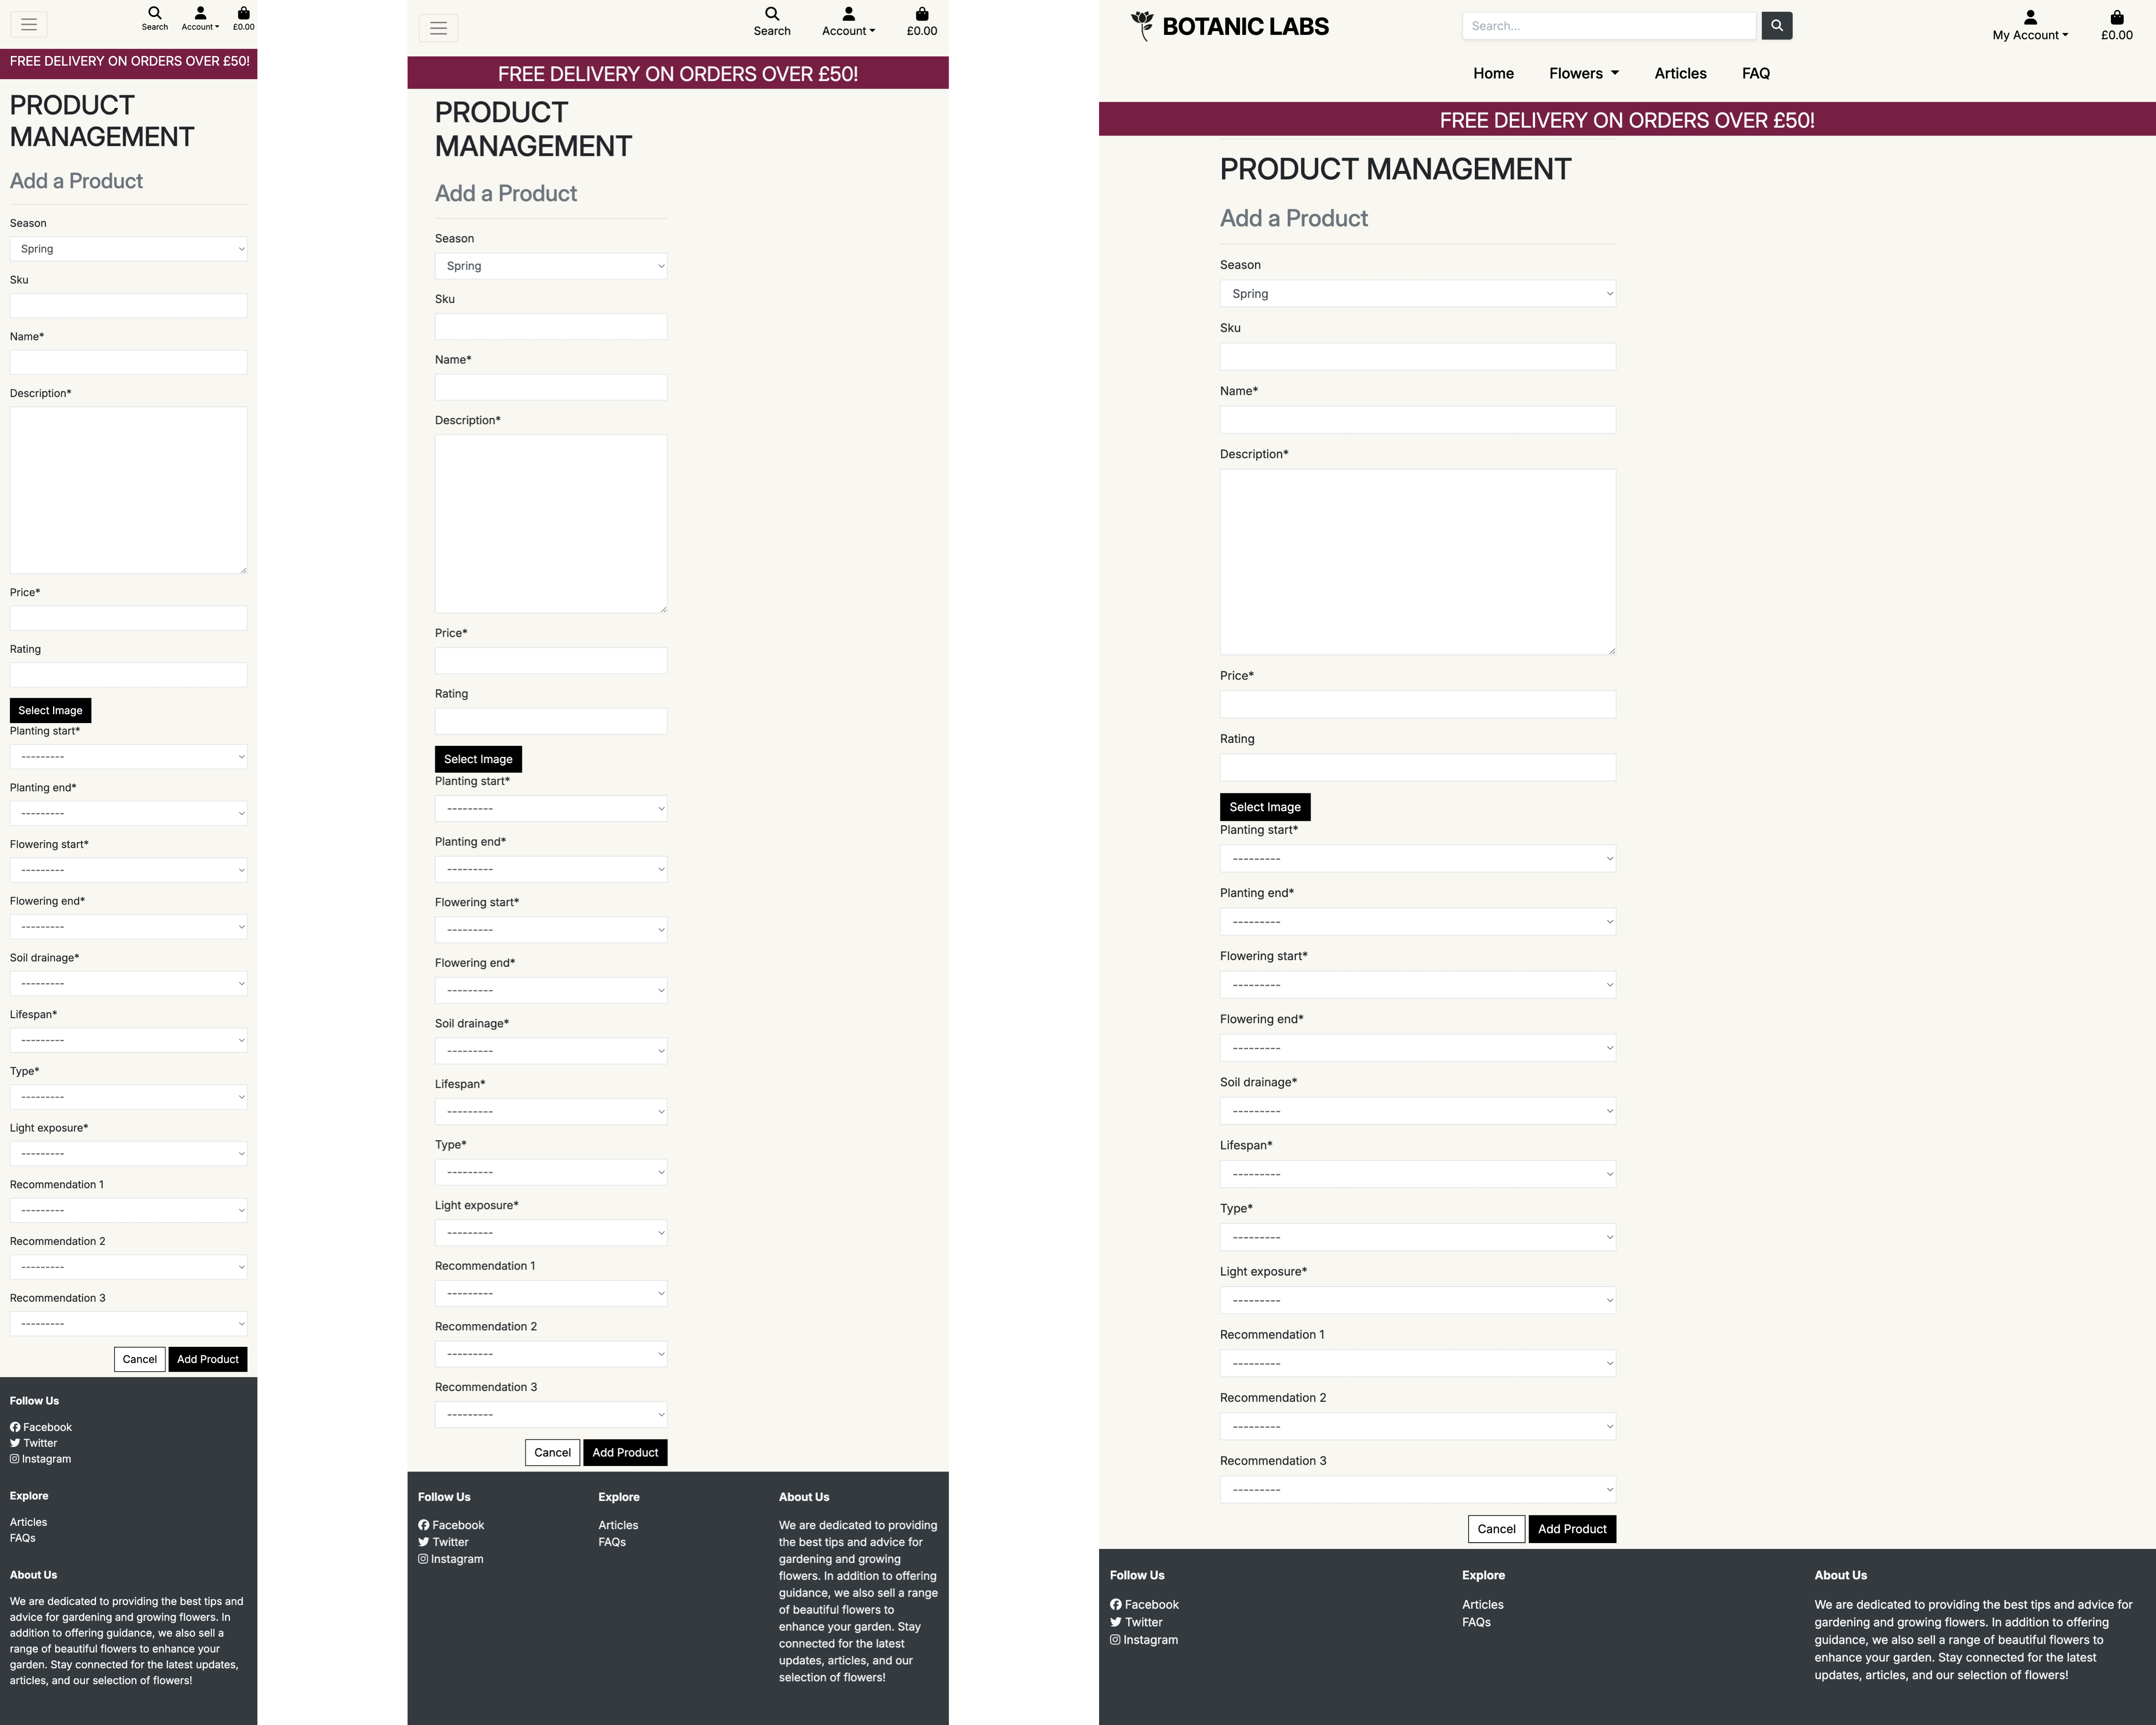 Search
Account
£0.00
FREE DELIVERY ON ORDERS OVER £50!
PRODUCT
MANAGEMENT
Add a Product
Season
Spring
Sku
Name*
Description*
Price*
Rating
Select Image
Planting start*
---------
Planting end*
---------
Flowering start*
---------
Flowering end*
---------
Soil drainage*
---------
Lifespan*
---------
Type*
---------
Light exposure*
---------
Recommendation 1
---------
Recommendation 2
---------
Recommendation 3
---------
Cancel
Add Product
Follow Us
Facebook
Twitter
Instagram
Explore
Articles
FAQs
About Us
We are dedicated to providing the best tips and
advice for gardening and growing flowers. In
addition to offering guidance, we also sell a
range of beautiful flowers to enhance your
garden. Stay connected for the latest updates,
articles, and our selection of flowers!
Search
Account
£0.00
FREE DELIVERY ON ORDERS OVER £50!
PRODUCT
MANAGEMENT
Add a Product
Season
Spring
Sku
Name*
Description*
Price*
Rating
Select Image
Planting start*
---------
Planting end*
---------
Flowering start*
---------
Flowering end*
---------
Soil drainage*
---------
Lifespan*
---------
Type*
---------
Light exposure*
---------
Recommendation 1
---------
Recommendation 2
---------
Recommendation 3
---------
Cancel
Add Product
Follow Us
Facebook
Twitter
Instagram
Explore
Articles
FAQs
About Us
We are dedicated to providing
the best tips and advice for
gardening and growing
flowers. In addition to offering
guidance, we also sell a range
of beautiful flowers to
enhance your garden. Stay
connected for the latest
updates, articles, and our
selection of flowers!
BOTANIC LABS
Search...
My Account
£0.00
Home
Flowers
Articles
FAQ
FREE DELIVERY ON ORDERS OVER £50!
PRODUCT MANAGEMENT
Add a Product
Season
Spring
Sku
Name*
Description*
Price*
Rating
Select Image
Planting start*
---------
Planting end*
---------
Flowering start*
---------
Flowering end*
---------
Soil drainage*
---------
Lifespan*
---------
Type*
---------
Light exposure*
---------
Recommendation 1
---------
Recommendation 2
---------
Recommendation 3
---------
Cancel
Add Product
Follow Us
Facebook
Twitter
Instagram
Explore
Articles
FAQs
About Us
We are dedicated to providing the best tips and advice for
gardening and growing flowers. In addition to offering
guidance, we also sell a range of beautiful flowers to
enhance your garden. Stay connected for the latest
updates, articles, and our selection of flowers!